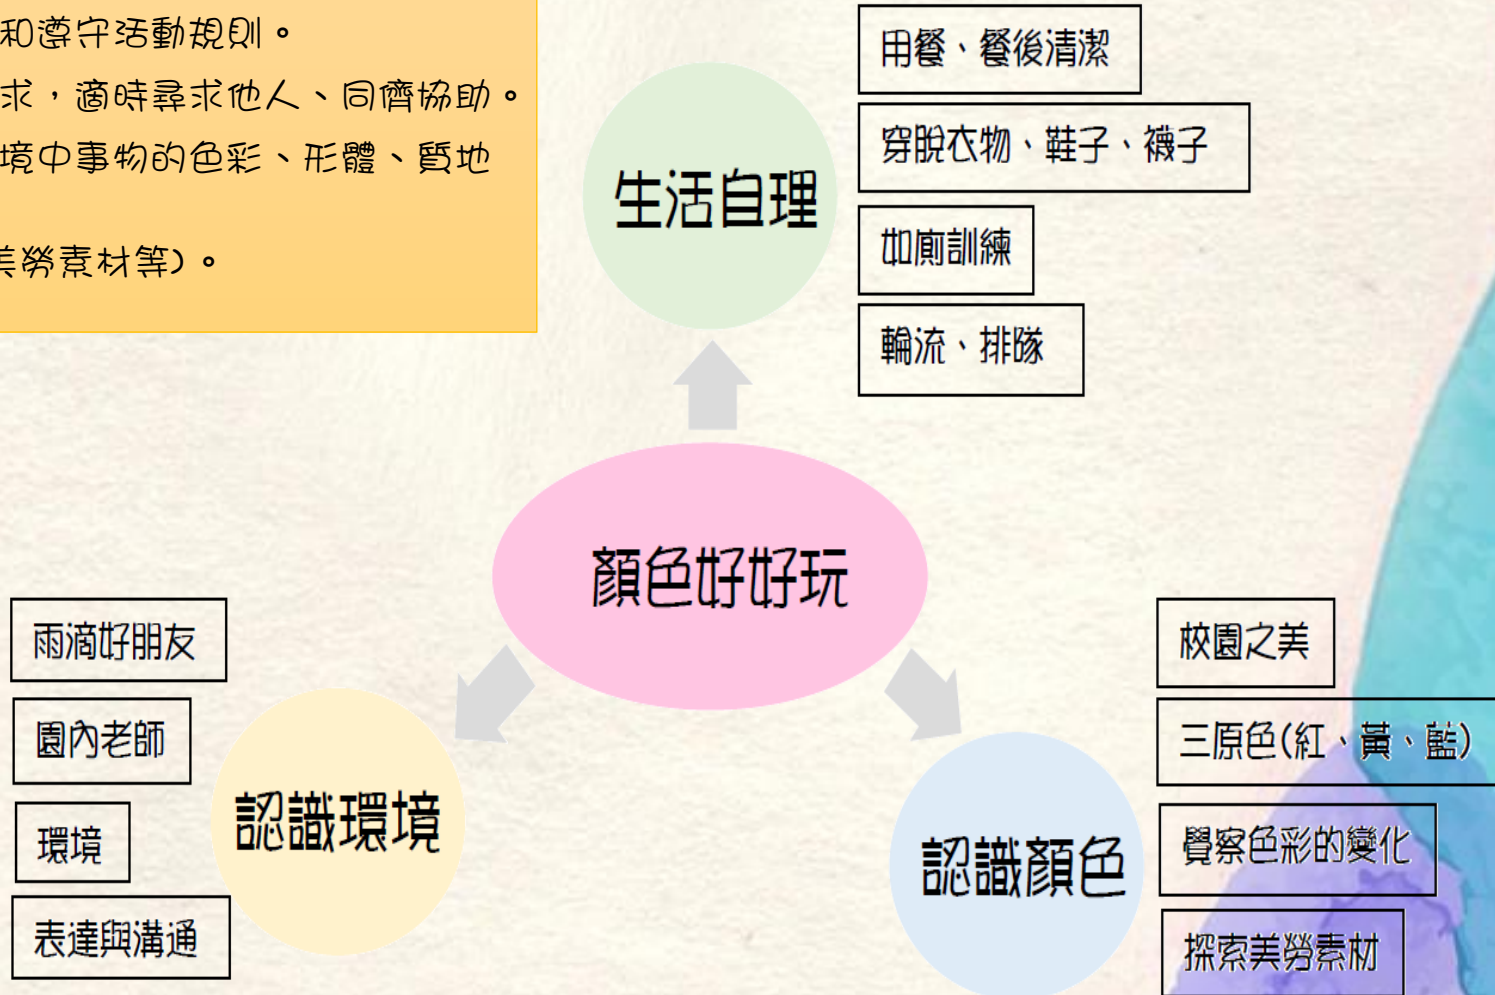 和遵守活動規則。
求，適時尋求他人、同儕協助。
境中事物的色彩、形體、質地
美勞素材等)。
生活自理
用餐、餐後清潔
穿脫衣物、鞋子、襪子
如廁訓練
輪流、排隊
顏色好好玩
認識環境
雨滴好朋友
園內老師
環境
表達與溝通
認識顏色
校園之美
三原色(紅、黃、藍)
覺察色彩的變化
探索美勞素材